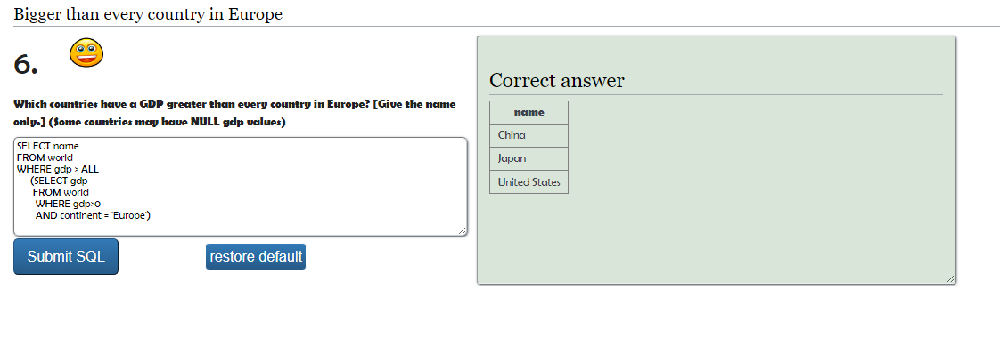 Bigger than every country in Europe
6.
Which countries have a GDP greater than every country in Europe? [Give the name
only.] (Some countries may have NULL gdp values)
SELECT name
FROM world
WHERE gdp > ALL
(SELECT gdp
FROM world
WHERE gdp>0
AND continent = 'Europe')
Submit SQL
restore default
Correct answer
name
China
Japan
United States